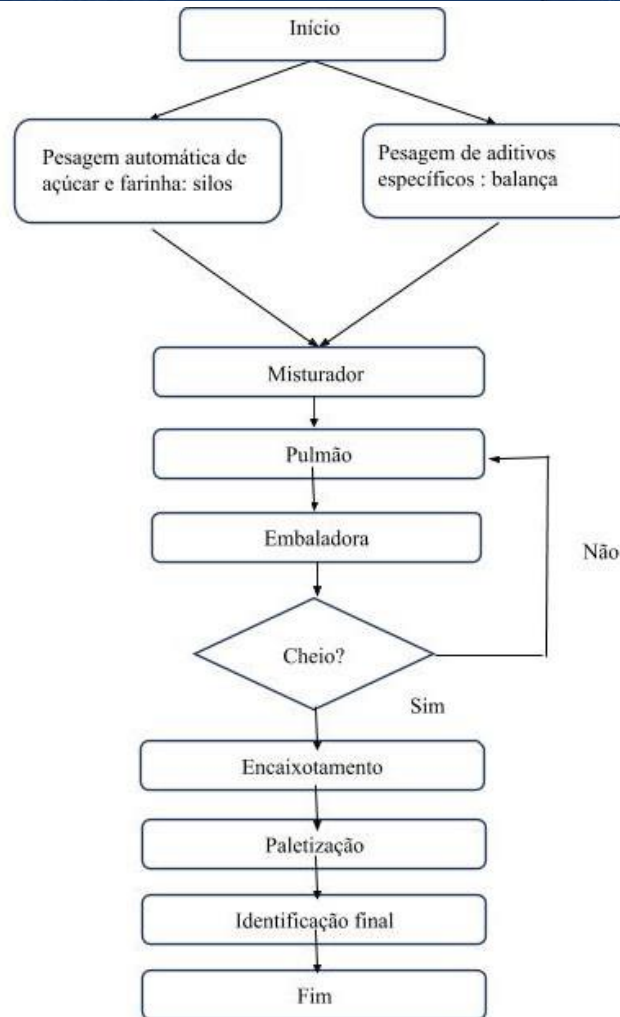 Início
Pesagem automática de
açúcar e farinha: silos
Pesagem de aditivos
específicos : balança
Misturador
Pulmão
Embaladora
Não
Cheio?
Sim
Encaixotamento
Paletização
Identificação final
Fim